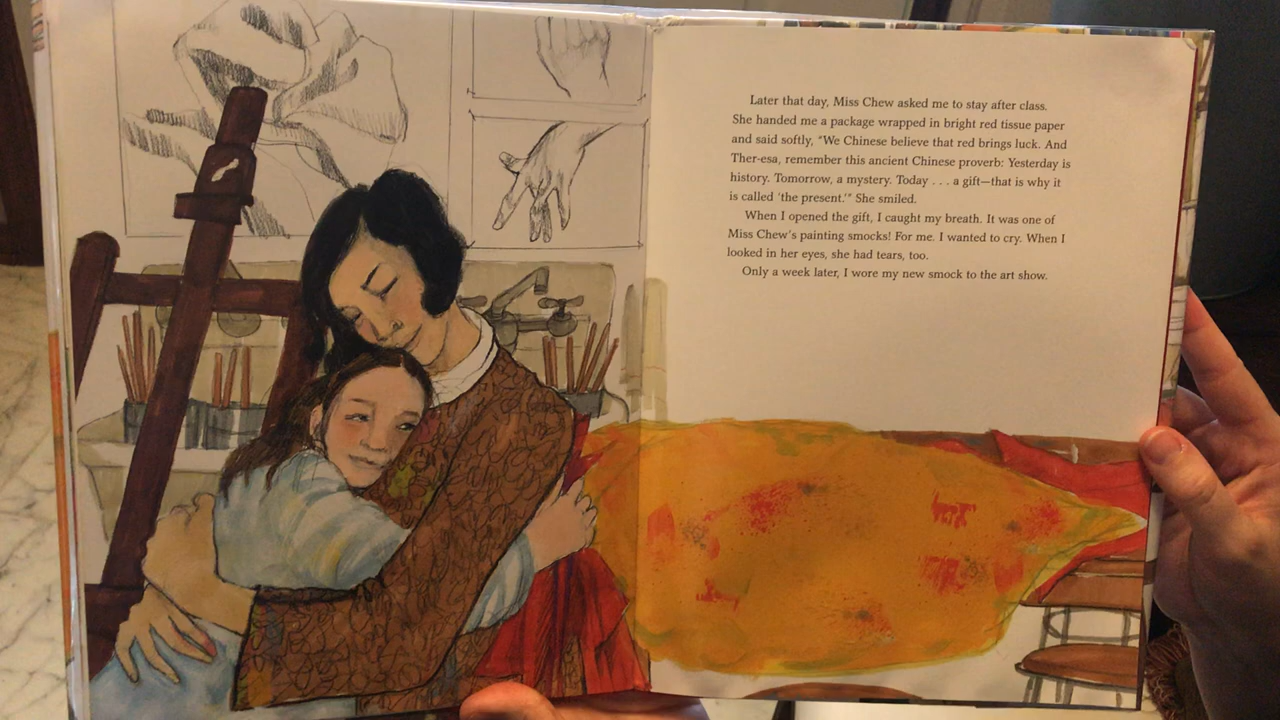 Later that day, Miss Chew asked me to stay after class.
She handed me a package wrapped in bright red tissue paper
and said softly, "We Chinese believe that red brings luck. And
Ther-esa, remember this ancient Chinese proverb: Yesterday is
history. Tomorrow, a mystery. Today . . . a gift—that is why it
is called 'the present.'" She smiled.
When I opened the gift, I caught my breath. It was one of
Miss Chew's painting smocks! For me. I wanted to cry. When I
looked in her eyes, she had tears, too.
Only a week later, I wore my new smock to the art show.